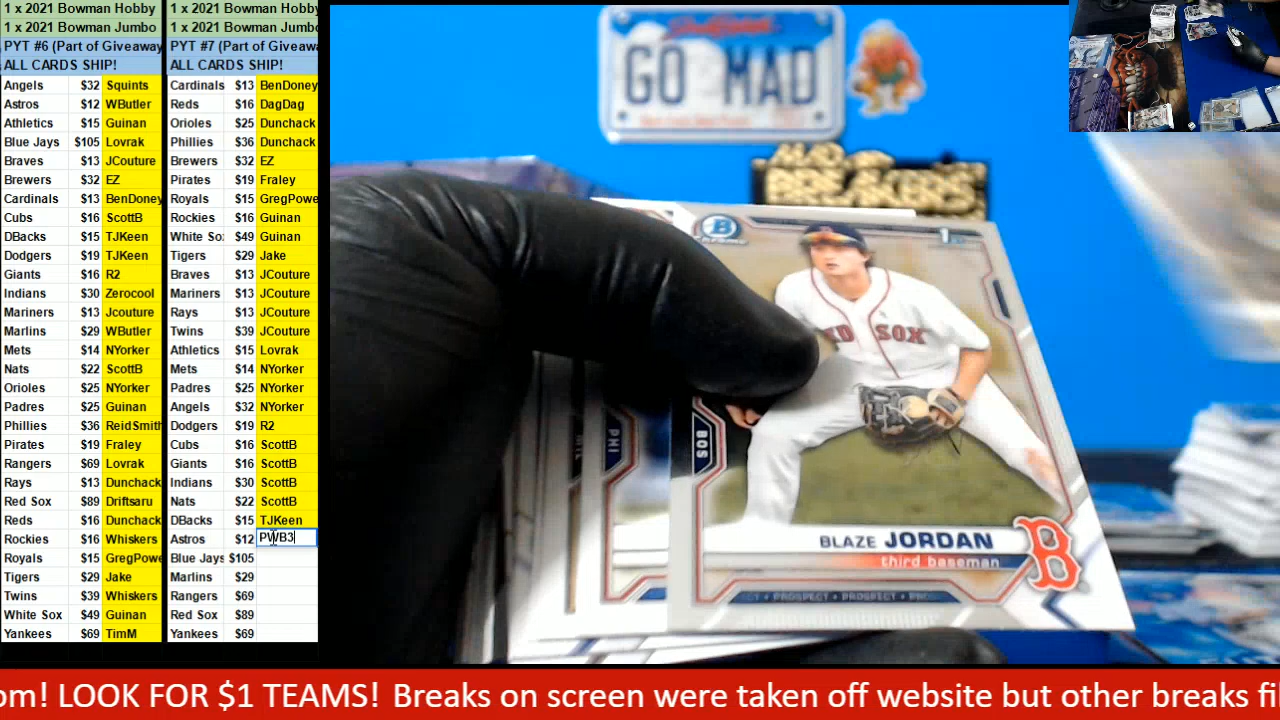 1 x 2021 Bowman Hobby
1 x 2021 Bowman Jumbo
PYT #6 (Part of Giveaway
ALL CARDS SHIP!
Angels $32 Squints
Astros $12 WButler
Athletics $15 Guinan
Blue Jays $105 Lovrak
Braves $13 JCouture
Brewers $32 EZ
Cardinals $13 BenDoney
Cubs $16 ScottB
DBacks $15 TJKeen
Dodgers $19 TJKeen
Giants $16 R2
Indians $30 Zerocool
Mariners $13 Jcouture
Marlins $29 WButler
Mets $14 NYorker
Nats $22 ScottB
Orioles $25 NYorker
Padres $25 Guinan
Phillies $36 ReidSmith
Pirates $19 Fraley
Rangers $69 Lovrak
Rays $13 Dunchack
Red Sox $89 Driftsaru
Reds $16 Dunchack
Rockies $16 Whiskers
Royals $15 GregPowe
Tigers $29 Jake
Twins $39 Whiskers
White Sox $49 Guinan
Yankees $69 TimM
1 x 2021 Bowman Hobby
1 x 2021 Bowman Jumbo
PYT #7 (Part of Giveawa
ALL CARDS SHIP!
Cardinals $13 BenDoney
Reds $16 DagDag
Orioles $25 Dunchack
Phillies $36 Dunchack
Brewers $32 EZ
Pirates $19 Fraley
Royals $15 GregPowe
Rockies $16 Guinan
White So $49 Guinan
Tigers $29 Jake
Braves $13 JCouture
Mariners $13 JCouture
Rays $13 JCouture
Twins $39 JCouture
Athletics $15 Lovrak
Mets $14 NYorker
Padres $25 NYorker
Angels $32 NYorker
Dodgers $19 R2
Cubs $16 ScottB
Giants $16 ScottB
Indians $30 ScottB
Nats $22 ScottB
DBacks $15 TJKeen
Astros $12 PWB3
Blue Jays $105
Marlins $29
Rangers $69
Red Sox $89
Yankees $69
GO MAD
MAD
BREAKERS
B
chrome
1st
RED SOX
PHI
BOS
BLAZE JORDAN
third baseman
B
PROSPECT • PROSPECT
om! LOOK FOR $1 TEAMS! Breaks on screen were taken off website but other breaks fil